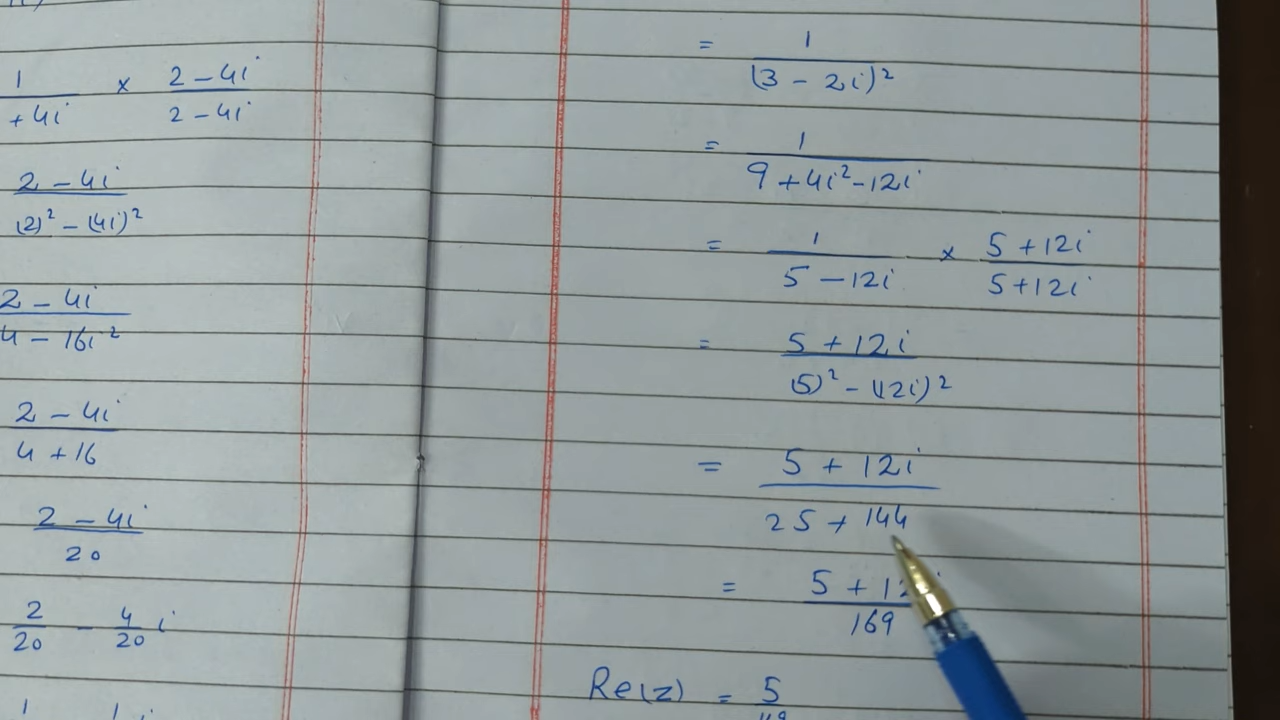 1 × 2 - 4i
+ 4i 2 - 4i
2 - 4i
(2)² - (4i)²
2 - 4i
4 - 16i²
2 - 4i
4 + 16
2 - 4i
20
2 - 4 i
20 20
= 1
(3 - 2i)²
= 1
9 + 4i² - 12i
= 1 × 5 + 12i
5 - 12i 5 + 12i
= 5 + 12i
(5)² - (12i)²
= 5 + 12i
25 + 144
= 5 + 12
169
Re(z) = 5